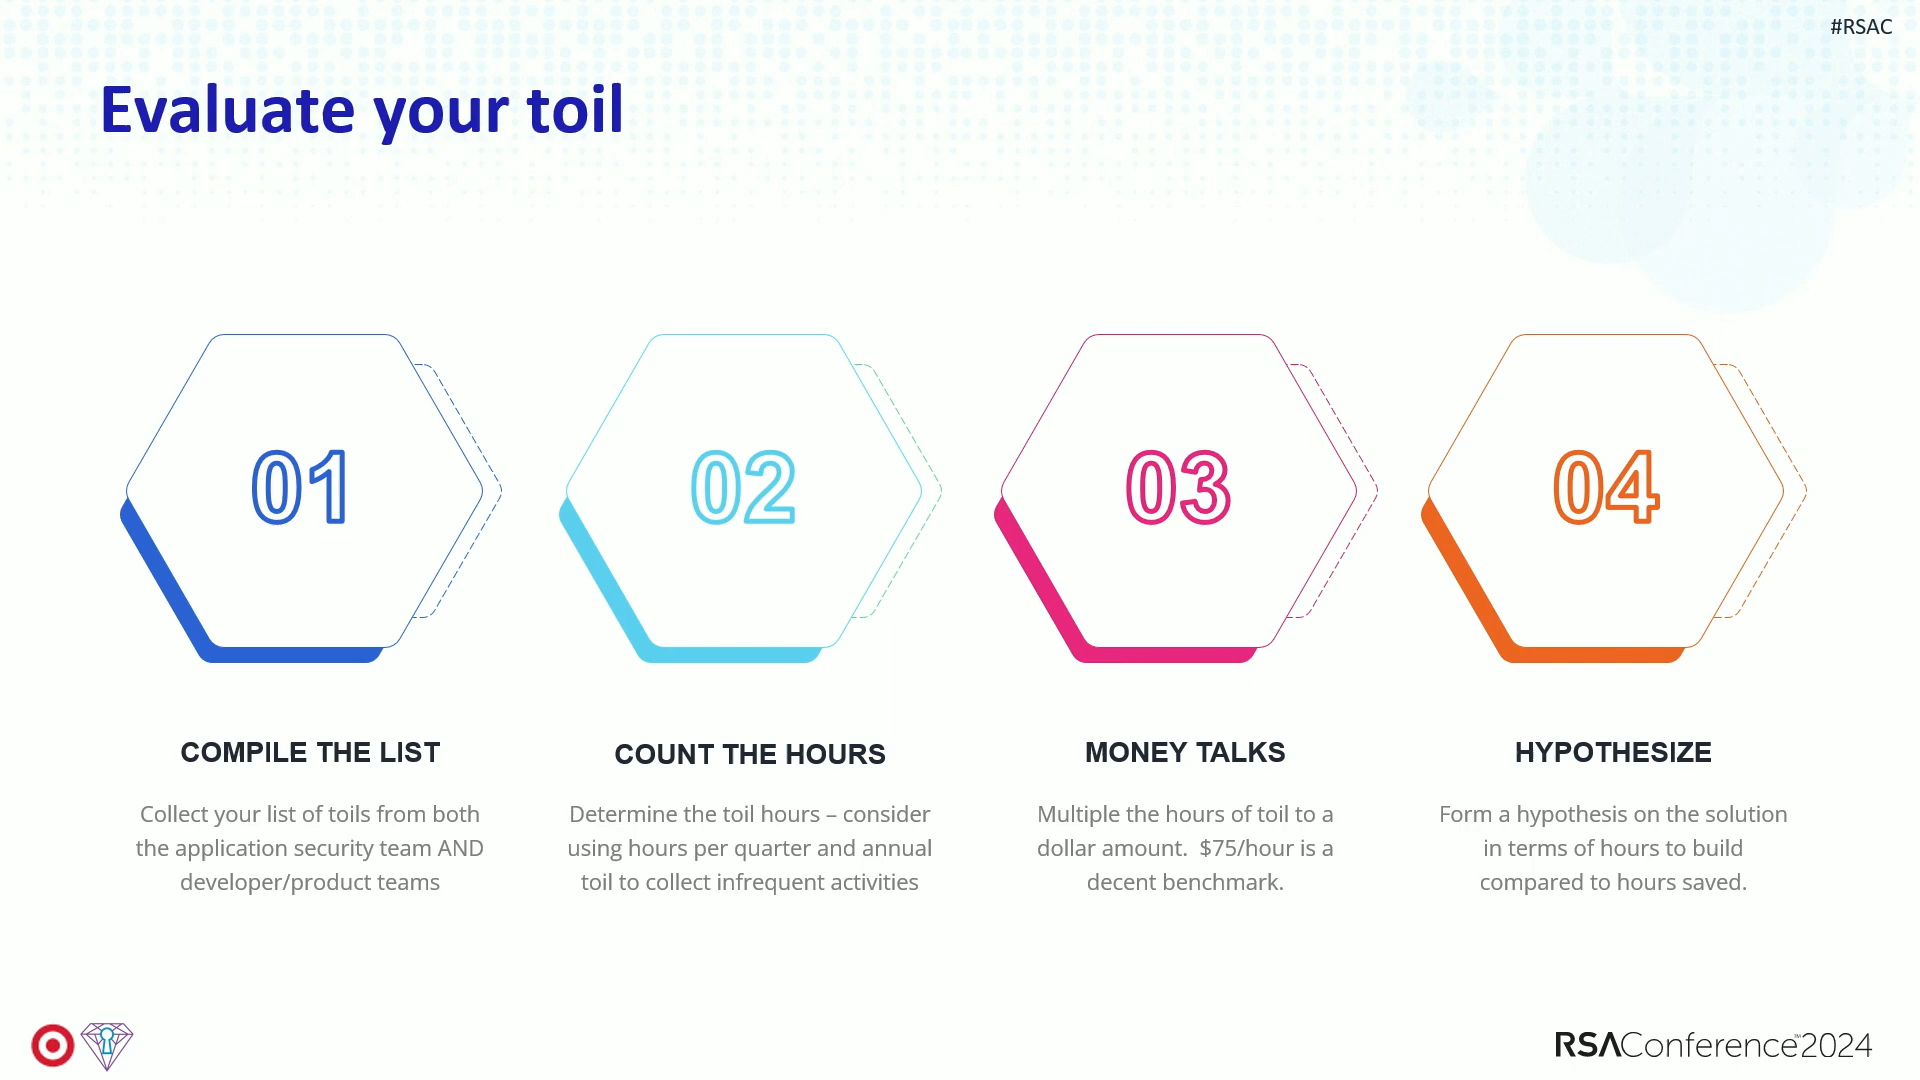 #RSAC
Evaluate your toil
01
02
03
04
COMPILE THE LIST
Collect your list of toils from both
the application security team AND
developer/product teams
COUNT THE HOURS
Determine the toil hours – consider
using hours per quarter and annual
toil to collect infrequent activities
MONEY TALKS
Multiple the hours of toil to a
dollar amount.  $75/hour is a
decent benchmark.
HYPOTHESIZE
Form a hypothesis on the solution
in terms of hours to build
compared to hours saved.
RSAConference™2024